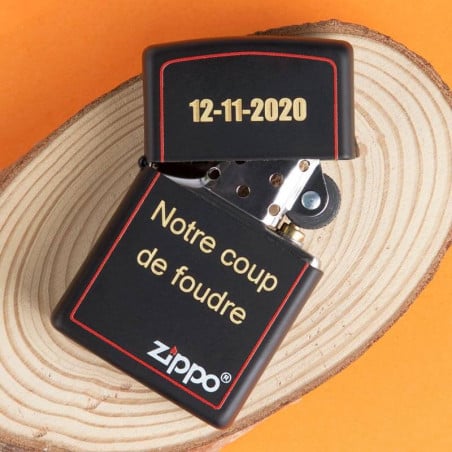 12-11-2020
Notre coup
de foudre
zippo®